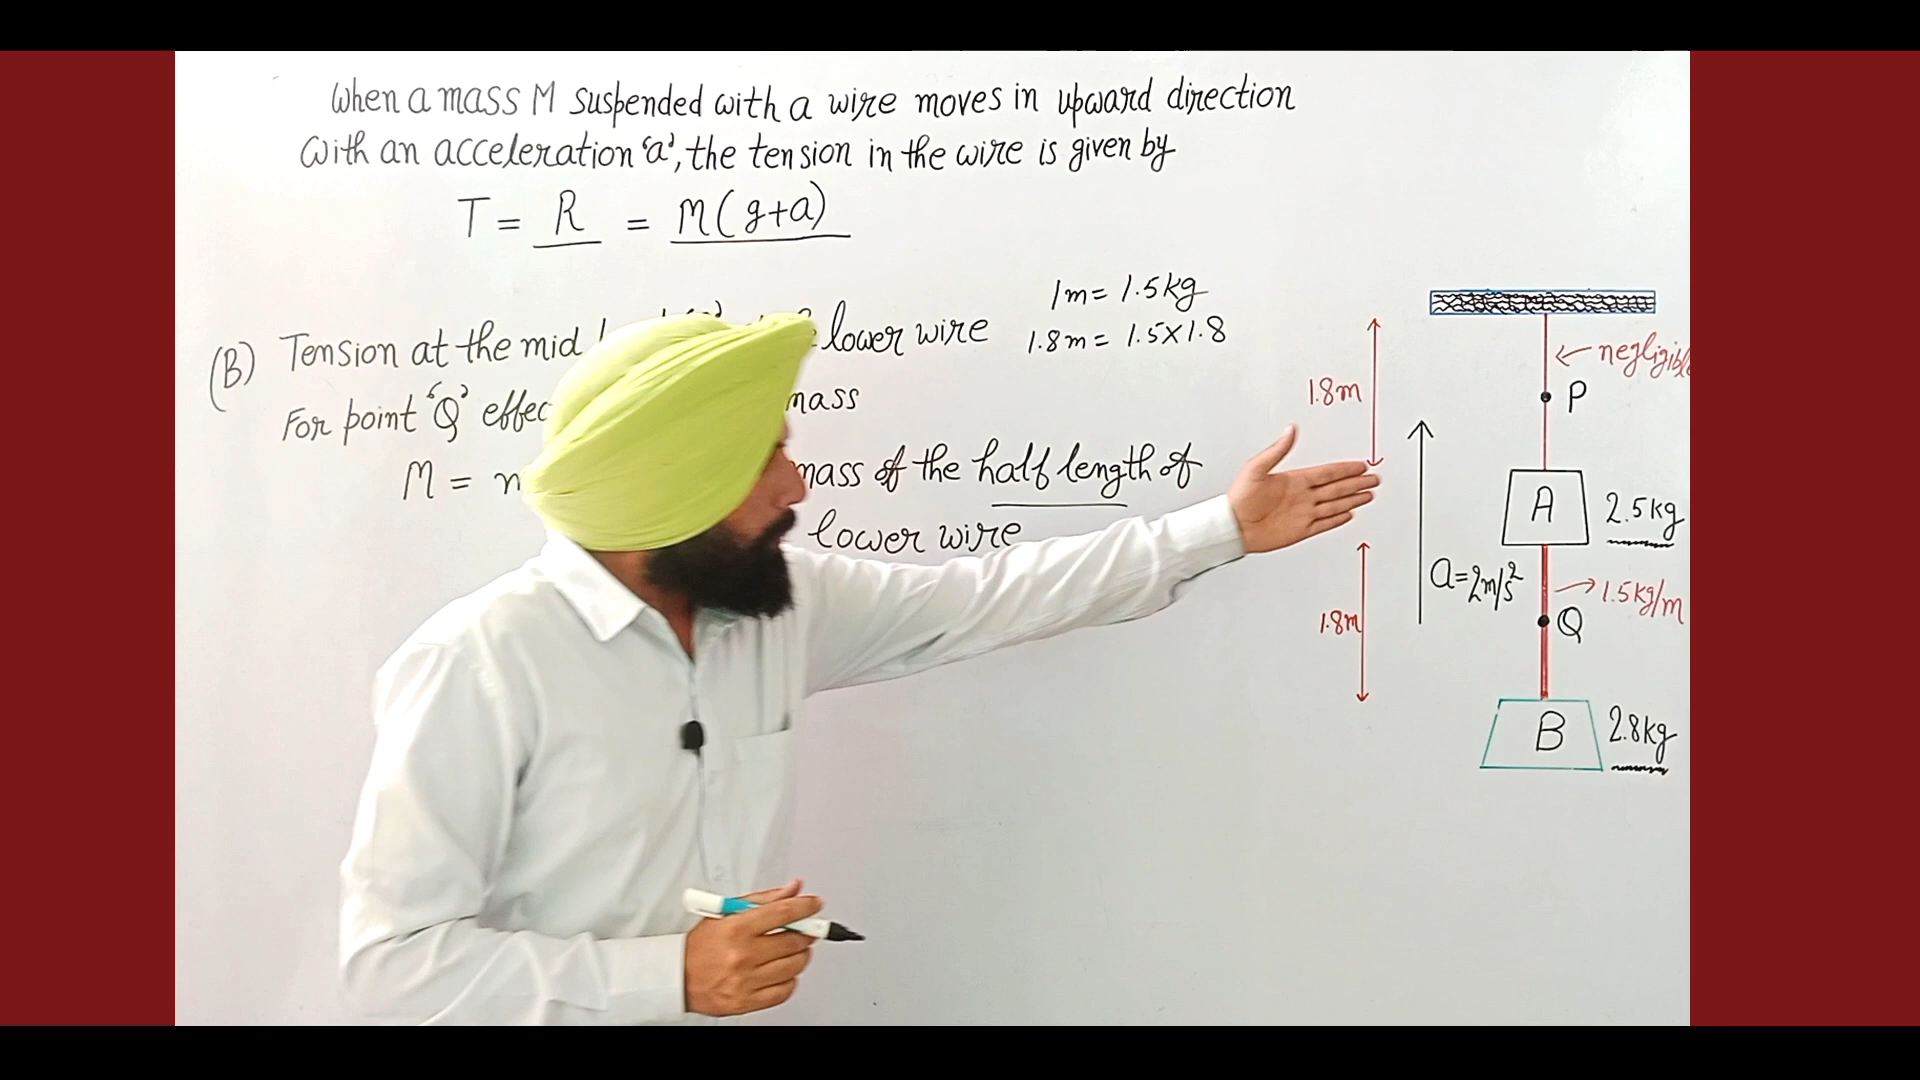 When a mass M suspended with a wire moves in upward direction
with an acceleration 'a', the tension in the wire is given by
T = R = M(g+a)
1m = 1.5kg
1.8m = 1.5×1.8
(B) Tension at the mid lower wire
For point 'Q' mass
M = mass of the half length of
lower wire
negligible
1.8m
P
A
2.5kg
a=2m/s²
1.5kg/m
1.8m
Q
B
2.8kg